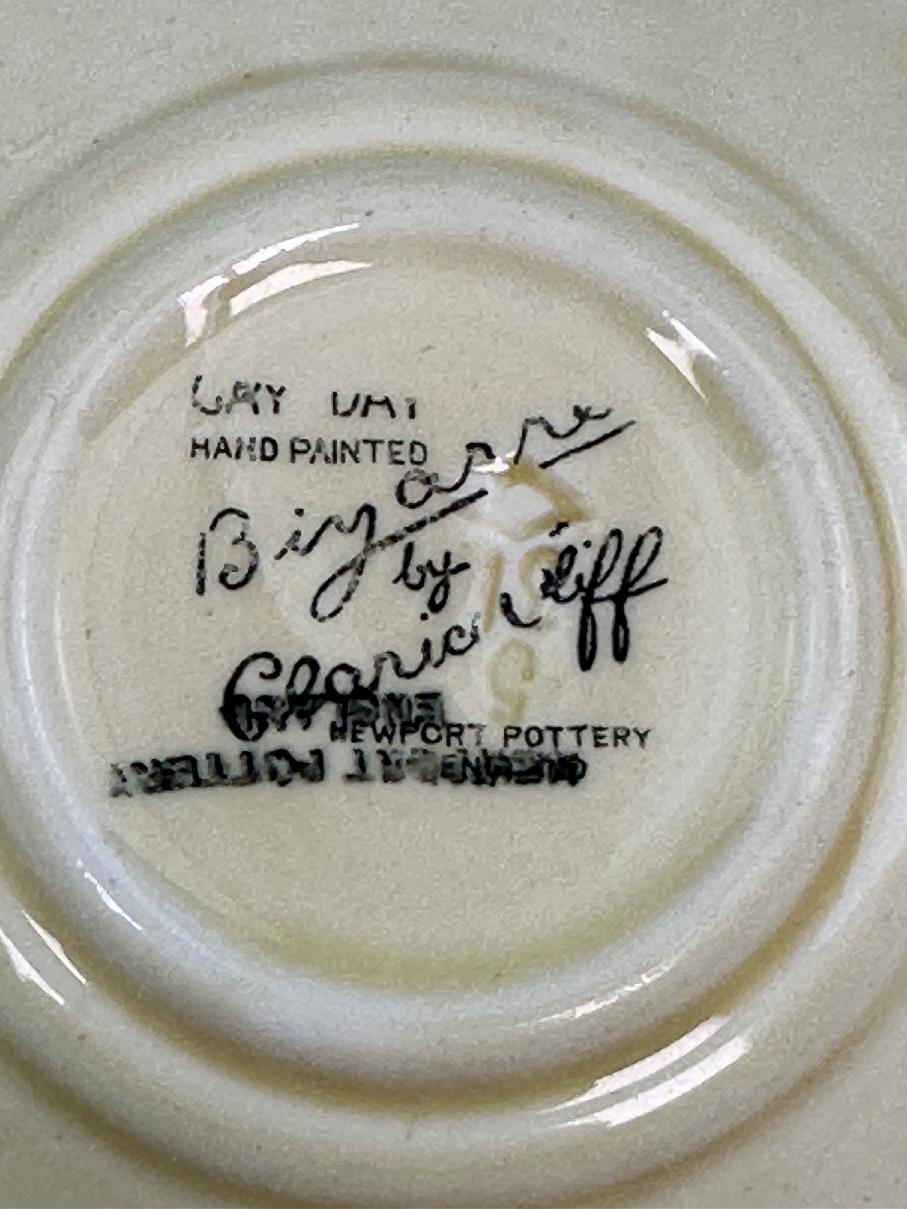 GAY DAY
HAND PAINTED
Bizarre
by
Clarice Cliff
NEWPORT POTTERY